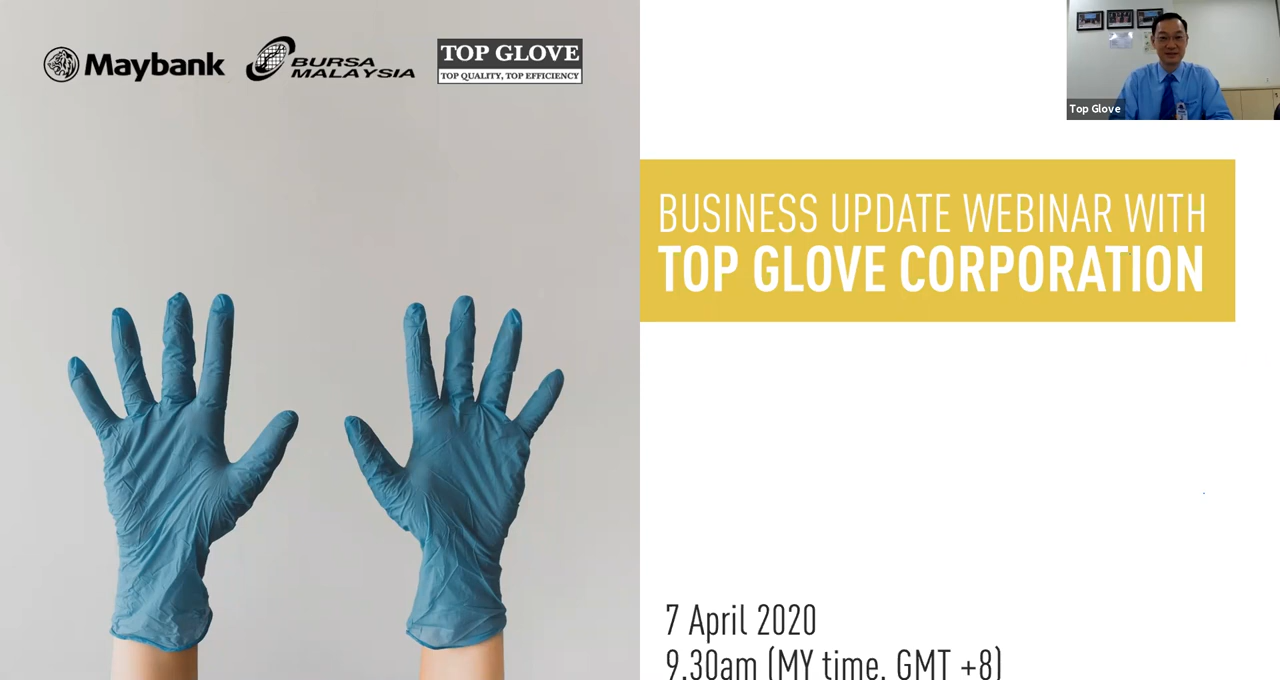 Maybank
BURSA
MALAYSIA
TOP GLOVE
TOP QUALITY, TOP EFFICIENCY
Top Glove
BUSINESS UPDATE WEBINAR WITH
TOP GLOVE CORPORATION
7 April 2020
9.30am (MY time, GMT +8)